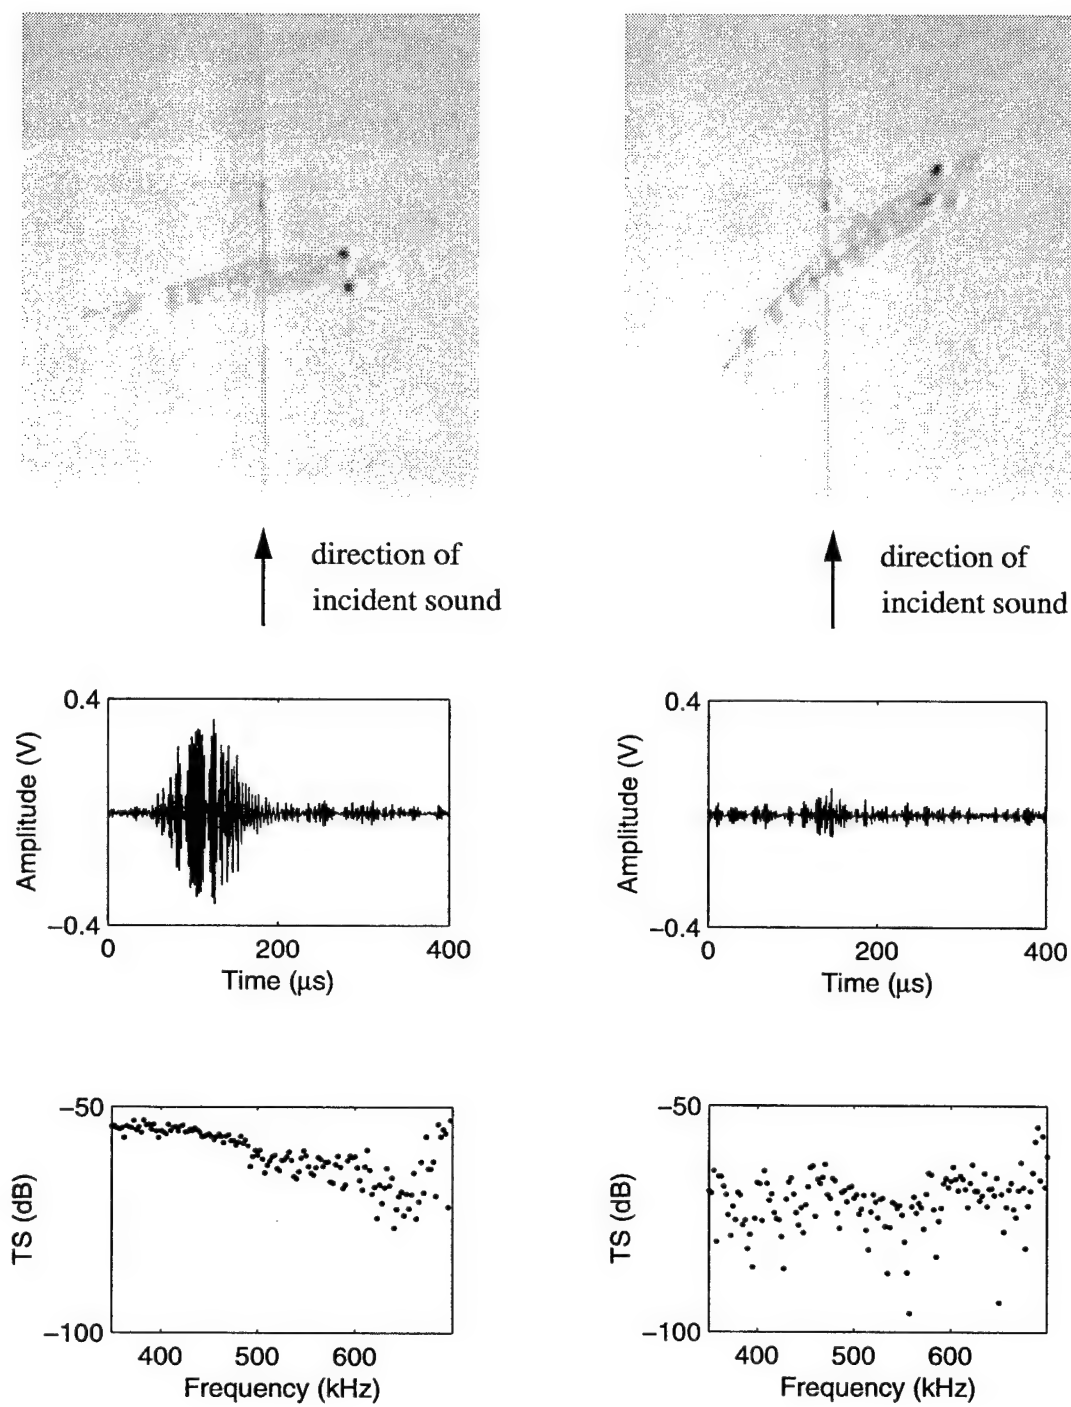 direction of
incident sound
direction of
incident sound
0.4
Amplitude (V)
−0.4
0 200 400
Time (μs)
0.4
Amplitude (V)
−0.4
0 200 400
Time (μs)
−50
TS (dB)
−100
400 500 600
Frequency (kHz)
−50
TS (dB)
−100
400 500 600
Frequency (kHz)